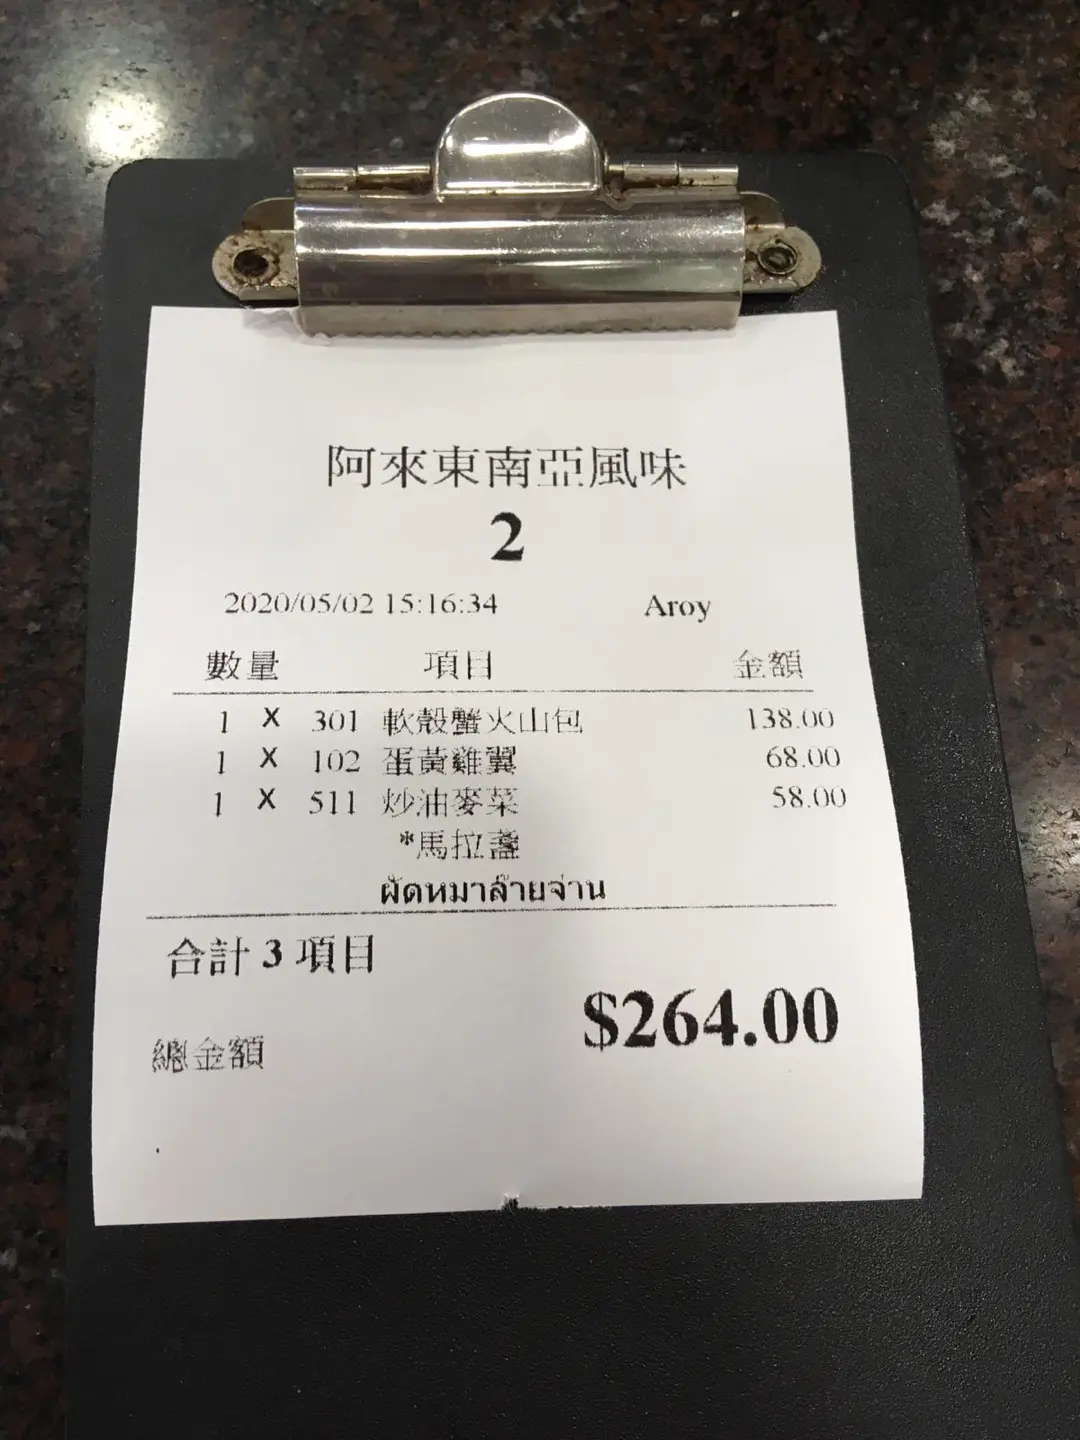 阿來東南亞風味
2
2020/05/02 15:16:34 Aroy
數量 項目 金額
1 X 301 軟殼蟹火山包 138.00
1 X 102 蛋黃雞翼 68.00
1 X 511 炒油麥菜 58.00
*馬拉盞
ผัดหมาล้ายจ่าน
合計 3 項目
$264.00
總金額